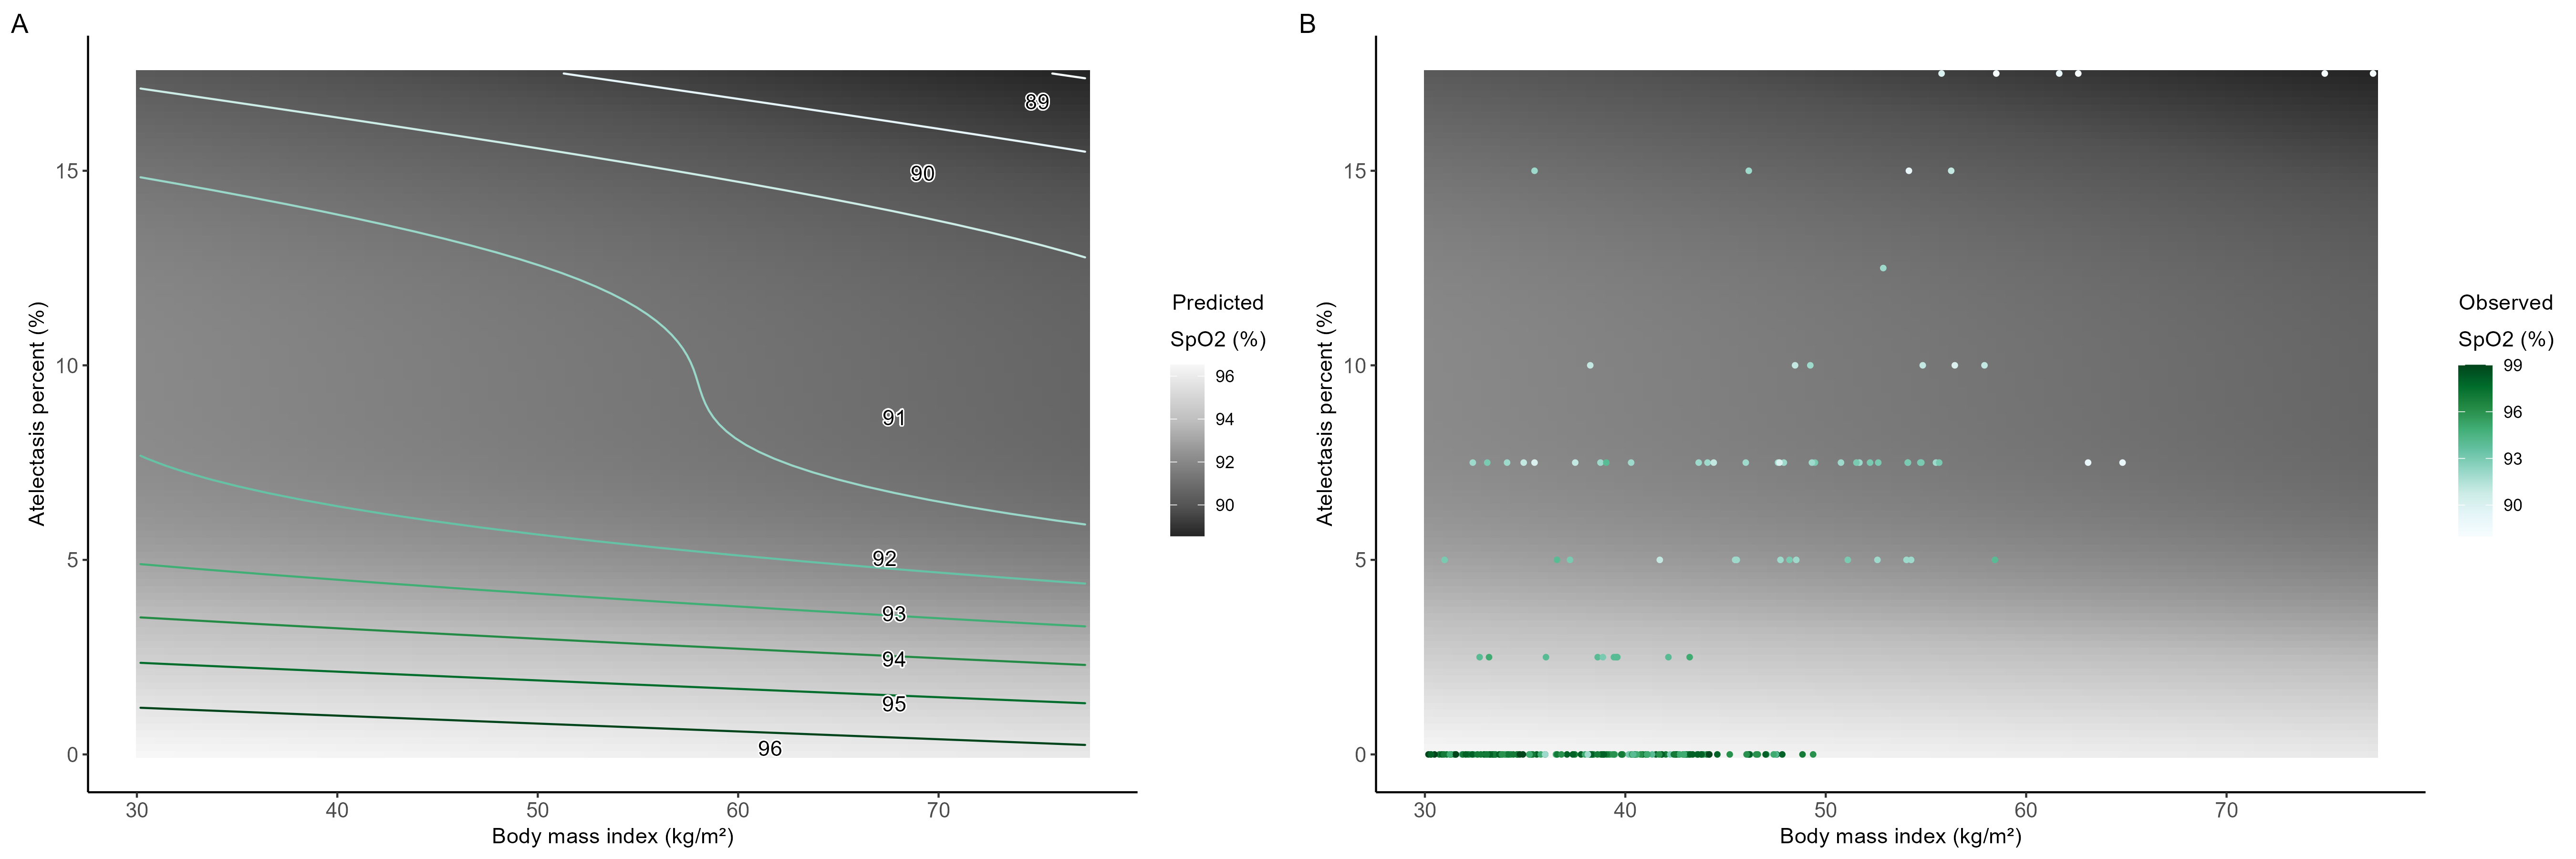 A
Atelectasis percent (%)
15
10
5
0
30 40 50 60 70
Body mass index (kg/m²)
89
90
91
92
93
94
95
96
Predicted
SpO2 (%)
96
94
92
90
B
Atelectasis percent (%)
15
10
5
0
30 40 50 60 70
Body mass index (kg/m²)
Observed
SpO2 (%)
99
96
93
90